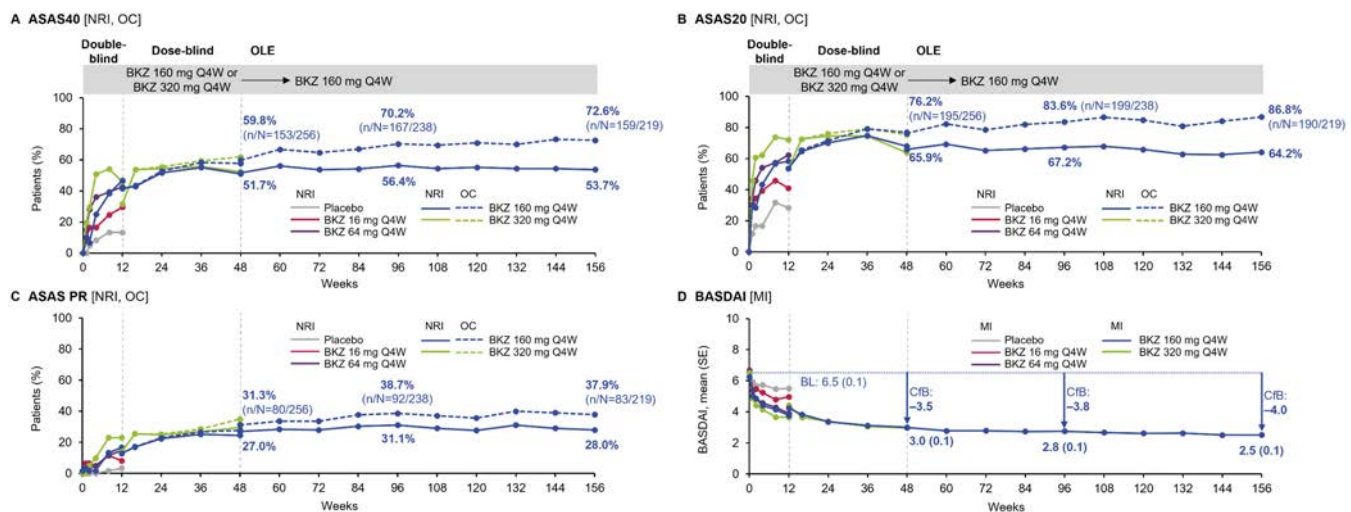 A ASAS40 [NRI, OC]
Double-
blind
Dose-blind
OLE
BKZ 160 mg Q4W or
BKZ 320 mg Q4W
BKZ 160 mg Q4W
100
80
60
40
20
0
Patients (%)
59.8%
(n/N=153/256)
70.2%
(n/N=167/238)
72.6%
(n/N=159/219)
51.7%
56.4%
53.7%
NRI
Placebo
BKZ 16 mg Q4W
BKZ 64 mg Q4W
NRI OC
BKZ 160 mg Q4W
BKZ 320 mg Q4W
0 12 24 36 48 60 72 84 96 108 120 132 144 156
Weeks
B ASAS20 [NRI, OC]
Double-
blind
Dose-blind
OLE
BKZ 160 mg Q4W or
BKZ 320 mg Q4W
BKZ 160 mg Q4W
100
80
60
40
20
0
Patients (%)
76.2%
(n/N=195/256)
83.6% (n/N=199/238)
86.8%
(n/N=190/219)
65.9%
67.2%
64.2%
NRI
Placebo
BKZ 16 mg Q4W
BKZ 64 mg Q4W
NRI OC
BKZ 160 mg Q4W
BKZ 320 mg Q4W
0 12 24 36 48 60 72 84 96 108 120 132 144 156
Weeks
C ASAS PR [NRI, OC]
100
80
60
40
20
0
Patients (%)
NRI
Placebo
BKZ 16 mg Q4W
BKZ 64 mg Q4W
NRI OC
BKZ 160 mg Q4W
BKZ 320 mg Q4W
31.3%
(n/N=80/256)
38.7%
(n/N=92/238)
37.9%
(n/N=83/219)
27.0%
31.1%
28.0%
0 12 24 36 48 60 72 84 96 108 120 132 144 156
Weeks
D BASDAI [MI]
10
8
6
4
2
0
BASDAI, mean (SE)
MI
Placebo
BKZ 16 mg Q4W
BKZ 64 mg Q4W
MI
BKZ 160 mg Q4W
BKZ 320 mg Q4W
BL: 6.5 (0.1)
CfB:
–3.5
CfB:
–3.8
CfB:
–4.0
3.0 (0.1)
2.8 (0.1)
2.5 (0.1)
0 12 24 36 48 60 72 84 96 108 120 132 144 156
Weeks